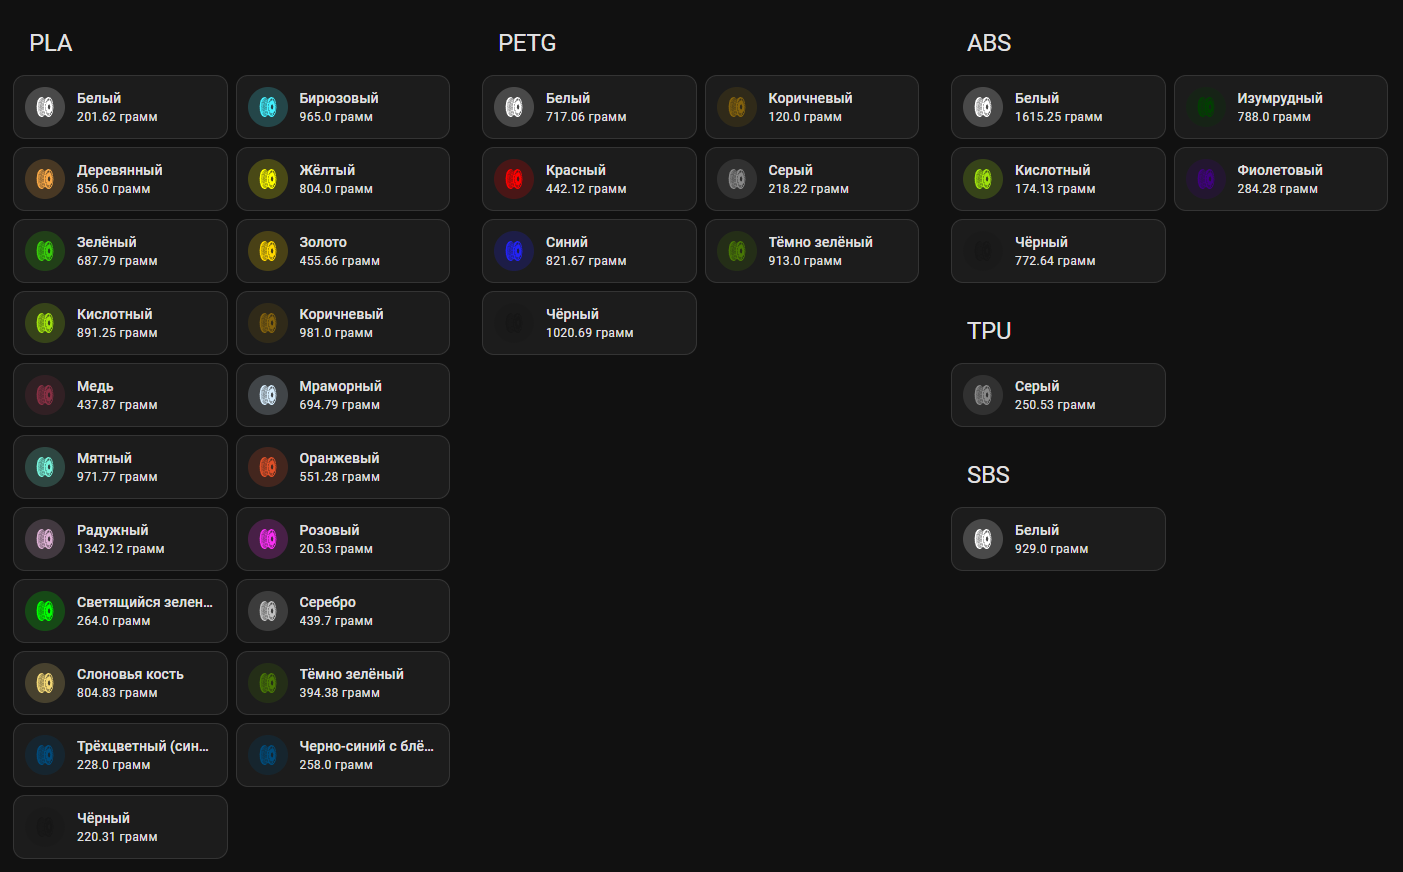 PLA
Белый
201.62 грамм
Бирюзовый
965.0 грамм
Деревянный
856.0 грамм
Жёлтый
804.0 грамм
Зелёный
687.79 грамм
Золото
455.66 грамм
Кислотный
891.25 грамм
Коричневый
981.0 грамм
Медь
437.87 грамм
Мраморный
694.79 грамм
Мятный
971.77 грамм
Оранжевый
551.28 грамм
Радужный
1342.12 грамм
Розовый
20.53 грамм
Светящийся зелен...
264.0 грамм
Серебро
439.7 грамм
Слоновья кость
804.83 грамм
Тёмно зелёный
394.38 грамм
Трёхцветный (син...
228.0 грамм
Черно-синий с блё...
258.0 грамм
Чёрный
220.31 грамм
PETG
Белый
717.06 грамм
Коричневый
120.0 грамм
Красный
442.12 грамм
Серый
218.22 грамм
Синий
821.67 грамм
Тёмно зелёный
913.0 грамм
Чёрный
1020.69 грамм
ABS
Белый
1615.25 грамм
Изумрудный
788.0 грамм
Кислотный
174.13 грамм
Фиолетовый
284.28 грамм
Чёрный
772.64 грамм
TPU
Серый
250.53 грамм
SBS
Белый
929.0 грамм